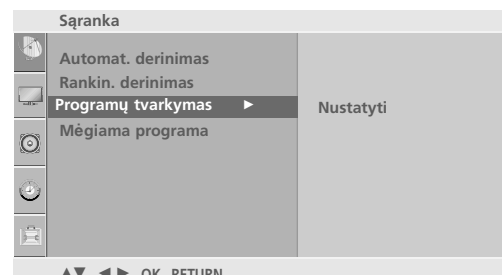 Sąranka
Automat. derinimas
Rankin. derinimas
Programų tvarkymas ►
Nustatyti
Mėgiama programa
▲▼ ◄► OK RETURN